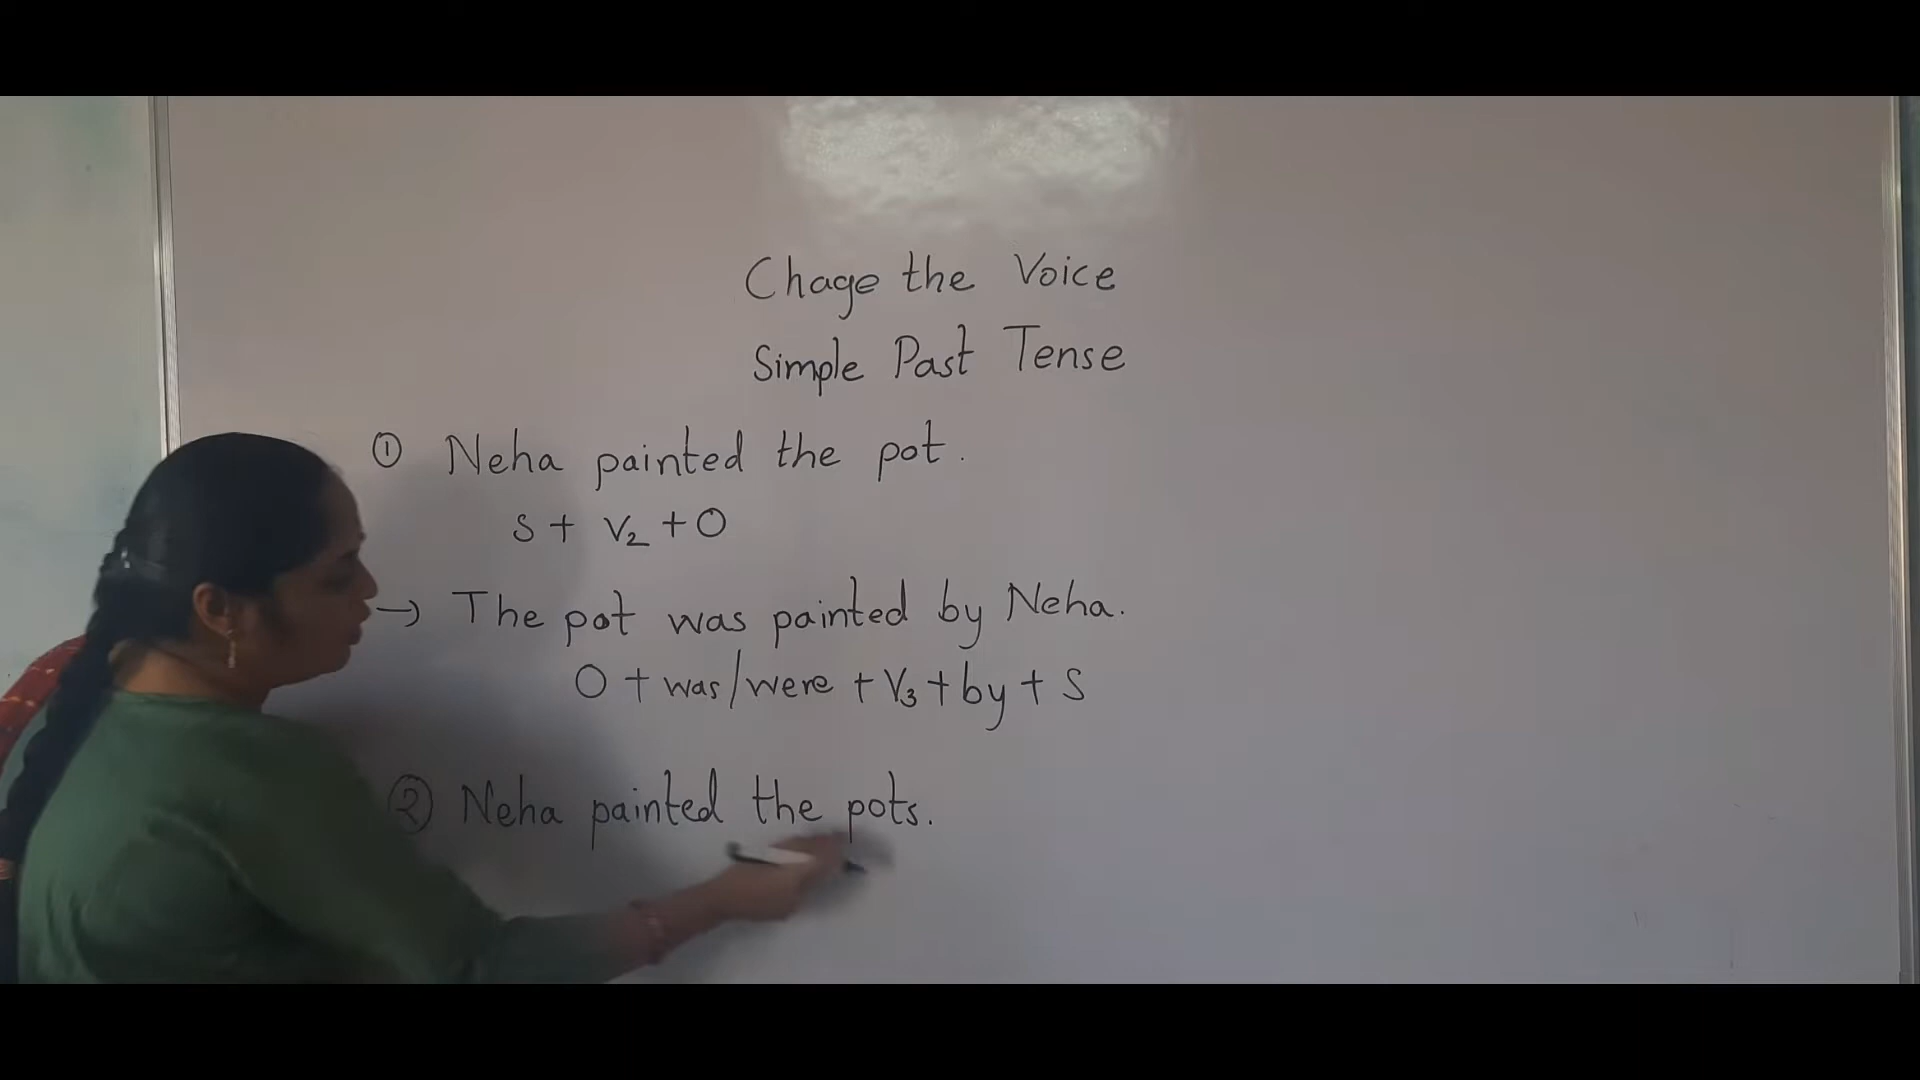 Chage the Voice
Simple Past Tense
① Neha painted the pot.
S + V₂ + O
→ The pot was painted by Neha.
O + was/were + V₃ + by + S
② Neha painted the pots.